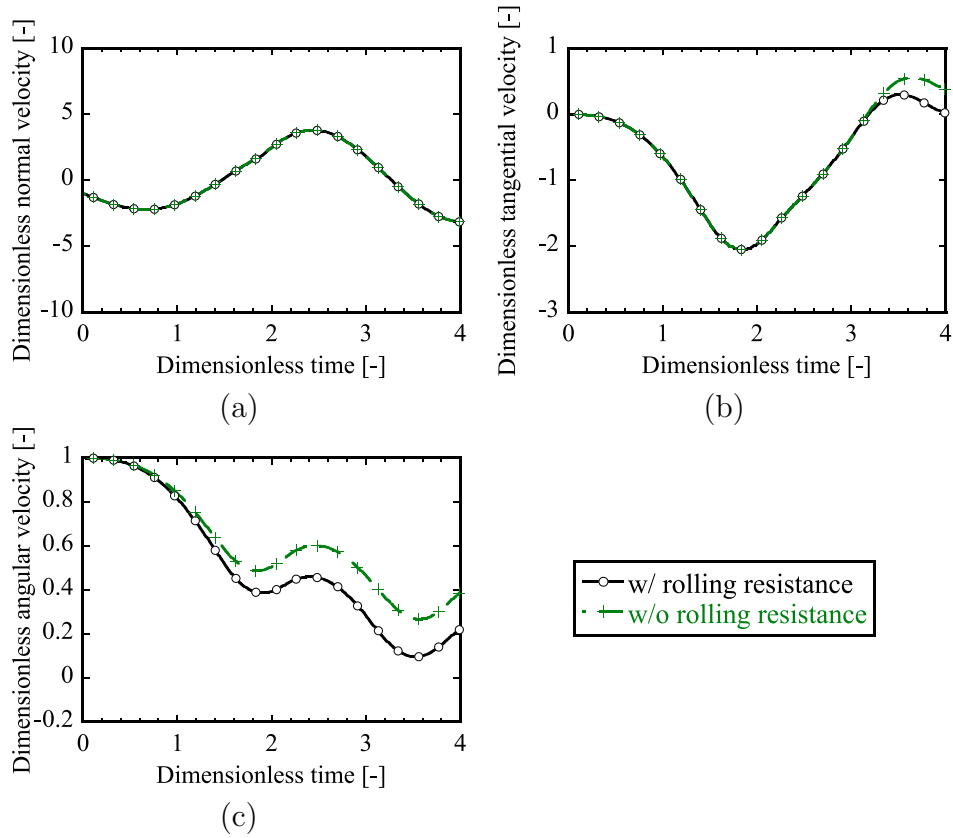 Dimensionless normal velocity [-]
10
5
0
-5
-10
0 1 2 3 4
Dimensionless time [-]
(a)
Dimensionless tangential velocity [-]
1
0
-1
-2
-3
0 1 2 3 4
Dimensionless time [-]
(b)
Dimensionless angular velocity [-]
1
0.8
0.6
0.4
0.2
0
-0.2
0 1 2 3 4
Dimensionless time [-]
(c)
w/ rolling resistance
w/o rolling resistance